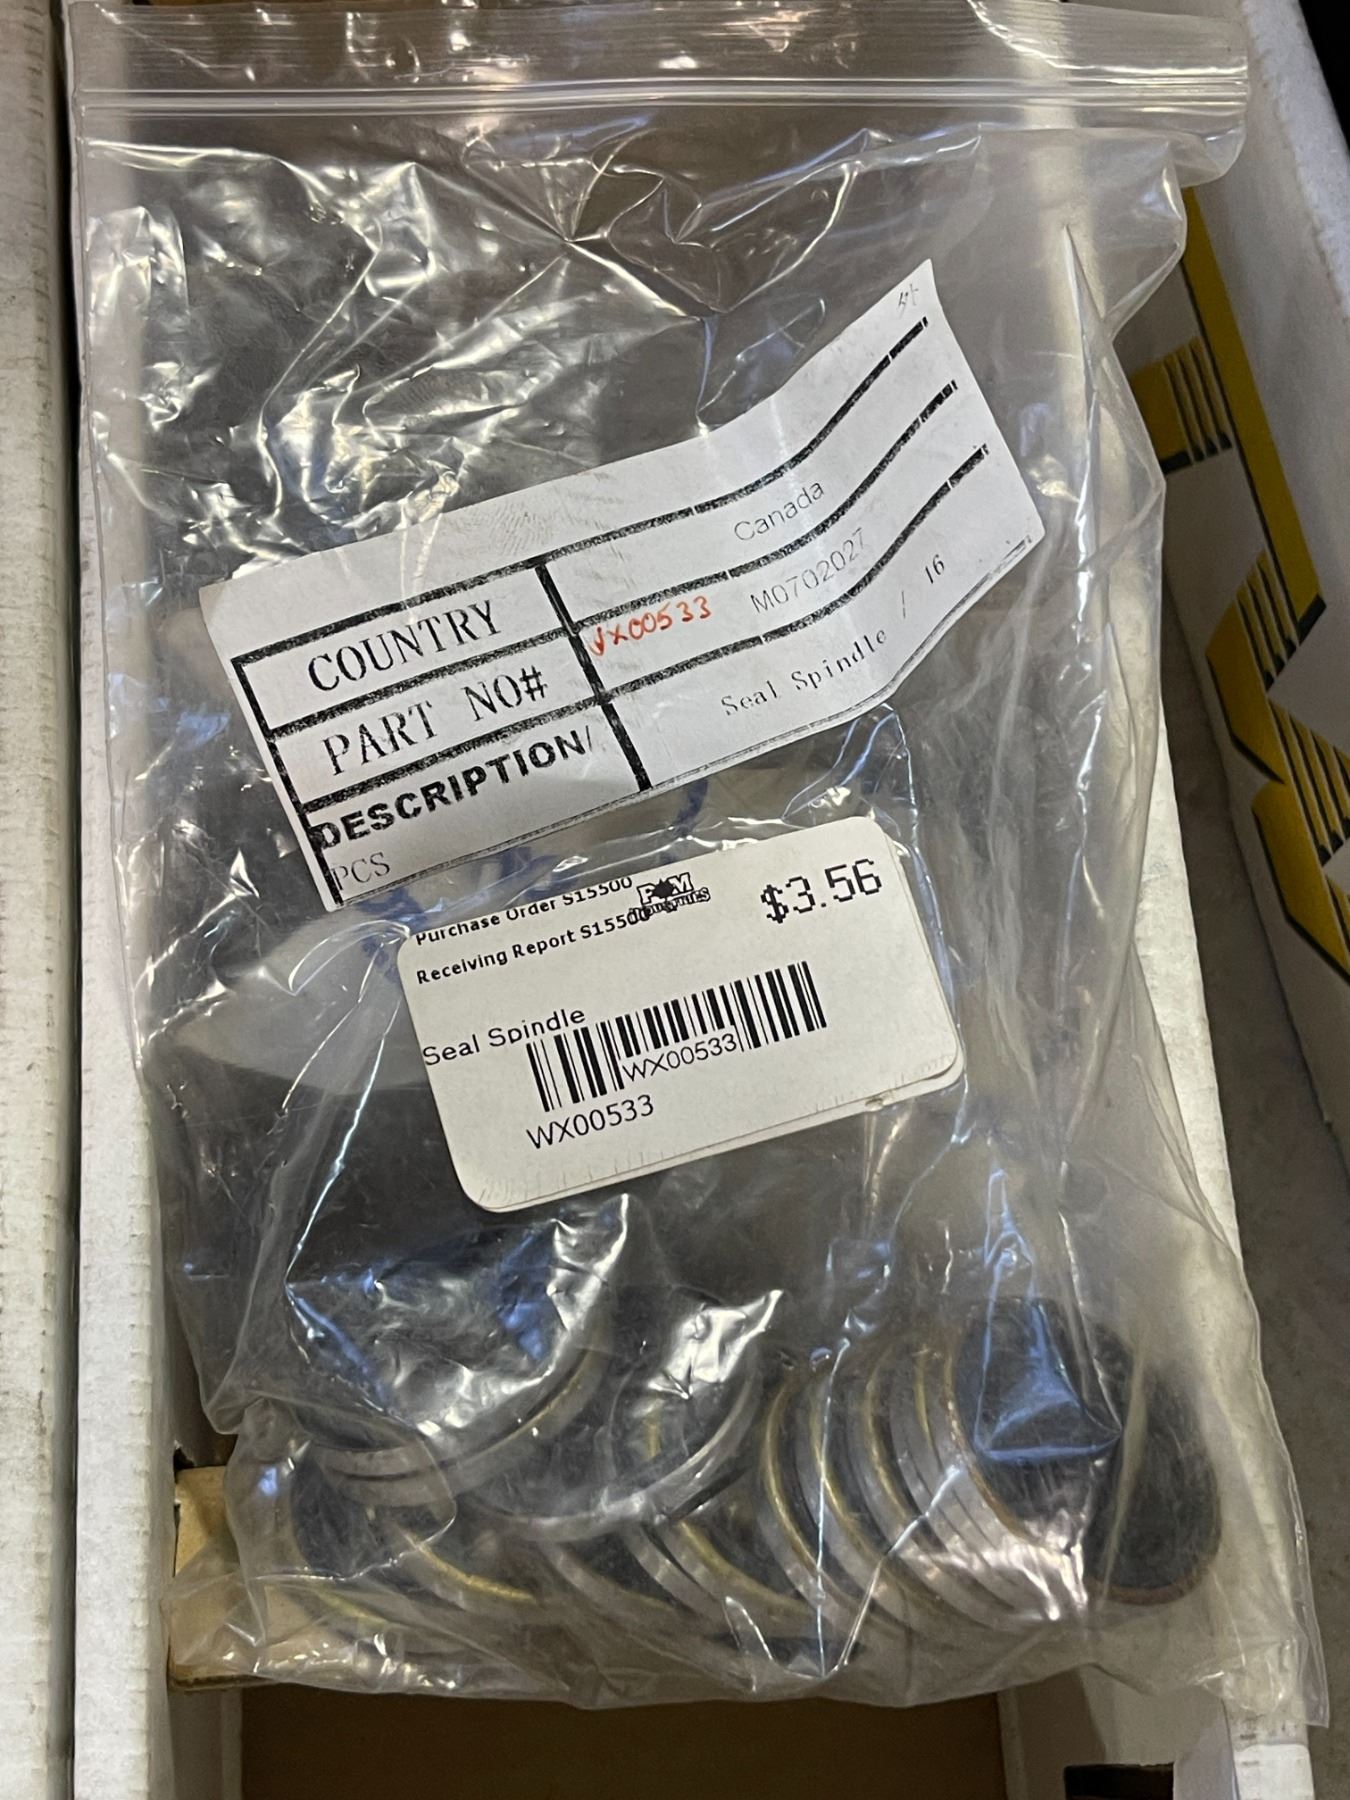 外
COUNTRY Canada
PART NO# WX00533 M0702027
DESCRIPTION/ Seal Spindle / 16
PCS
Purchase Order S15500
Receiving Report S15500
$3.56
Seal Spindle
WX00533
WX00533